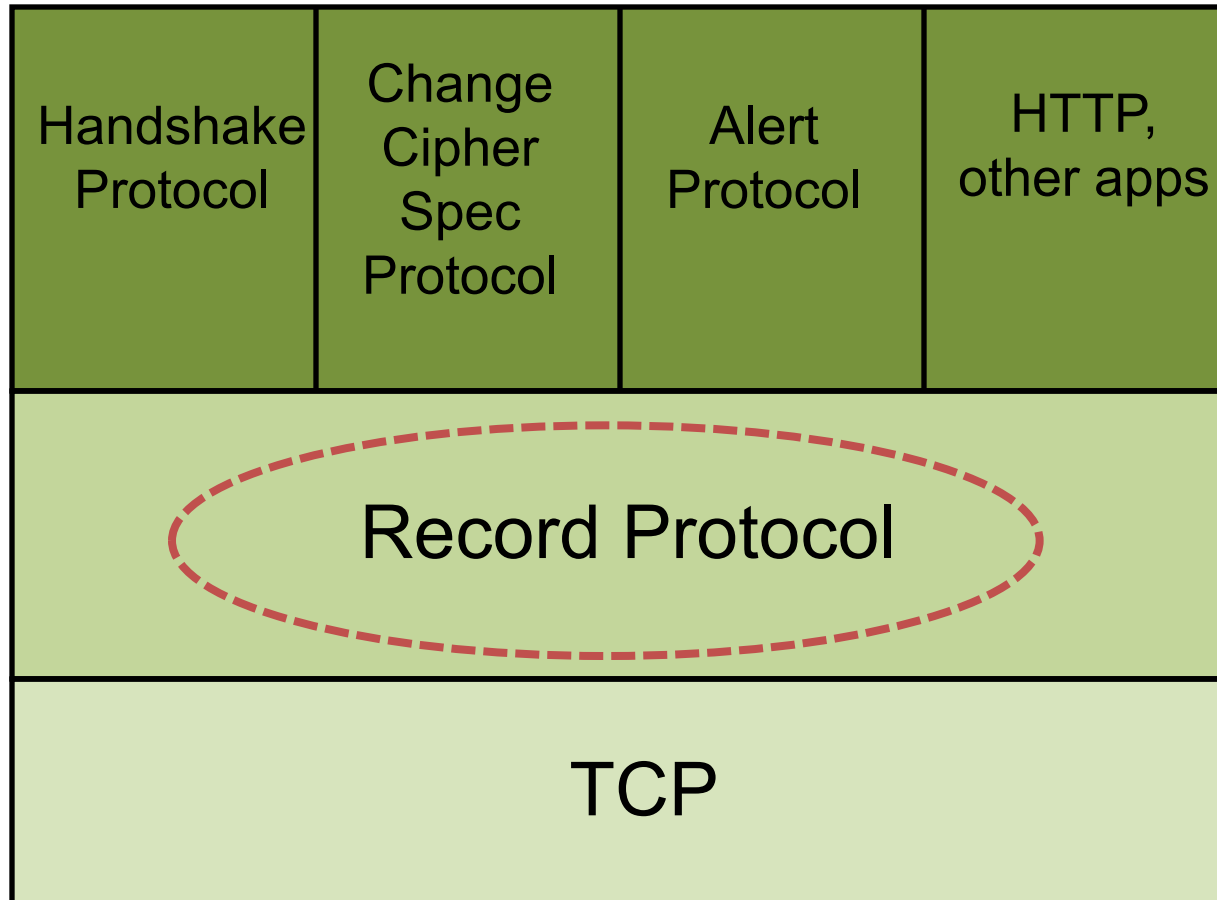 Handshake
Protocol
Change
Cipher
Spec
Protocol
Alert
Protocol
HTTP,
other apps
Record Protocol
TCP